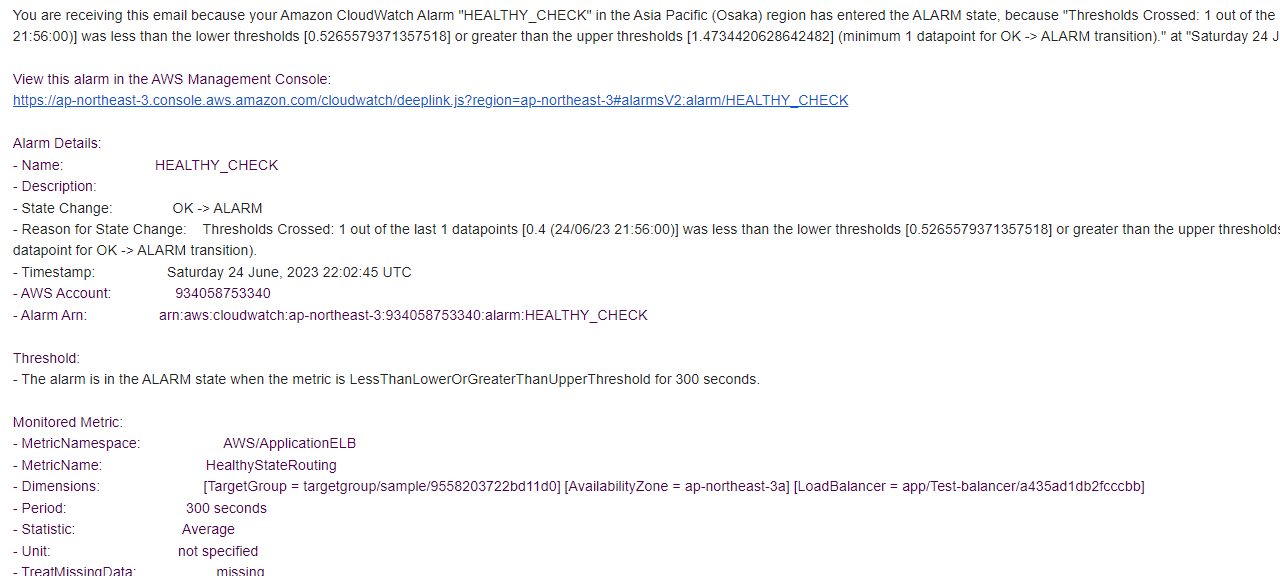 You are receiving this email because your Amazon CloudWatch Alarm "HEALTHY_CHECK" in the Asia Pacific (Osaka) region has entered the ALARM state, because "Thresholds Crossed: 1 out of the
21:56:00)] was less than the lower thresholds [0.5265579371357518] or greater than the upper thresholds [1.4734420628642482] (minimum 1 datapoint for OK -> ALARM transition)." at "Saturday 24 J
View this alarm in the AWS Management Console:
https://ap-northeast-3.console.aws.amazon.com/cloudwatch/deeplink.js?region=ap-northeast-3#alarmsV2:alarm/HEALTHY_CHECK
Alarm Details:
- Name: HEALTHY_CHECK
- Description:
- State Change: OK -> ALARM
- Reason for State Change: Thresholds Crossed: 1 out of the last 1 datapoints [0.4 (24/06/23 21:56:00)] was less than the lower thresholds [0.5265579371357518] or greater than the upper thresholds
datapoint for OK -> ALARM transition).
- Timestamp: Saturday 24 June, 2023 22:02:45 UTC
- AWS Account: 934058753340
- Alarm Arn: arn:aws:cloudwatch:ap-northeast-3:934058753340:alarm:HEALTHY_CHECK
Threshold:
- The alarm is in the ALARM state when the metric is LessThanLowerOrGreaterThanUpperThreshold for 300 seconds.
Monitored Metric:
- MetricNamespace: AWS/ApplicationELB
- MetricName: HealthyStateRouting
- Dimensions: [TargetGroup = targetgroup/sample/9558203722bd11d0] [AvailabilityZone = ap-northeast-3a] [LoadBalancer = app/Test-balancer/a435ad1db2fcccbb]
- Period: 300 seconds
- Statistic: Average
- Unit: not specified
- TreatMissingData: missing